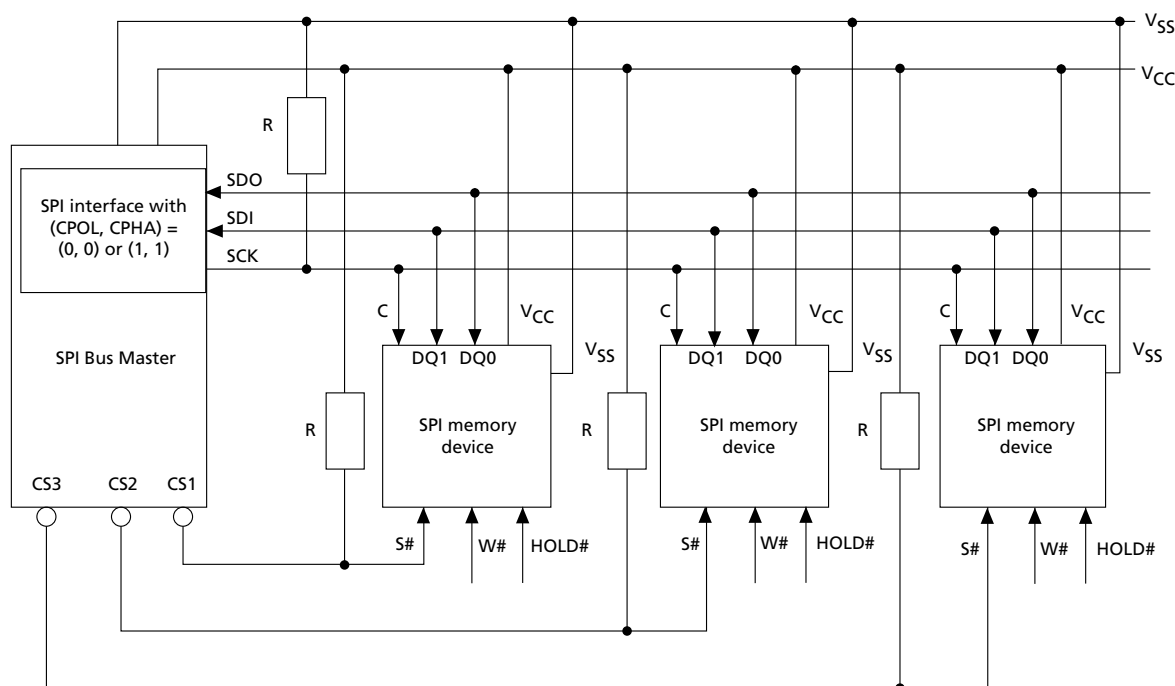 VSS
VCC
R
SDO
SPI interface with
(CPOL, CPHA) =
(0, 0) or (1, 1)
SDI
SCK
SPI Bus Master
C
VCC
C
VCC
C
VCC
DQ1 DQ0
VSS
DQ1 DQ0
VSS
DQ1 DQ0
VSS
R
SPI memory
device
R
SPI memory
device
R
SPI memory
device
CS3
CS2
CS1
S#
W#
HOLD#
S#
W#
HOLD#
S#
W#
HOLD#